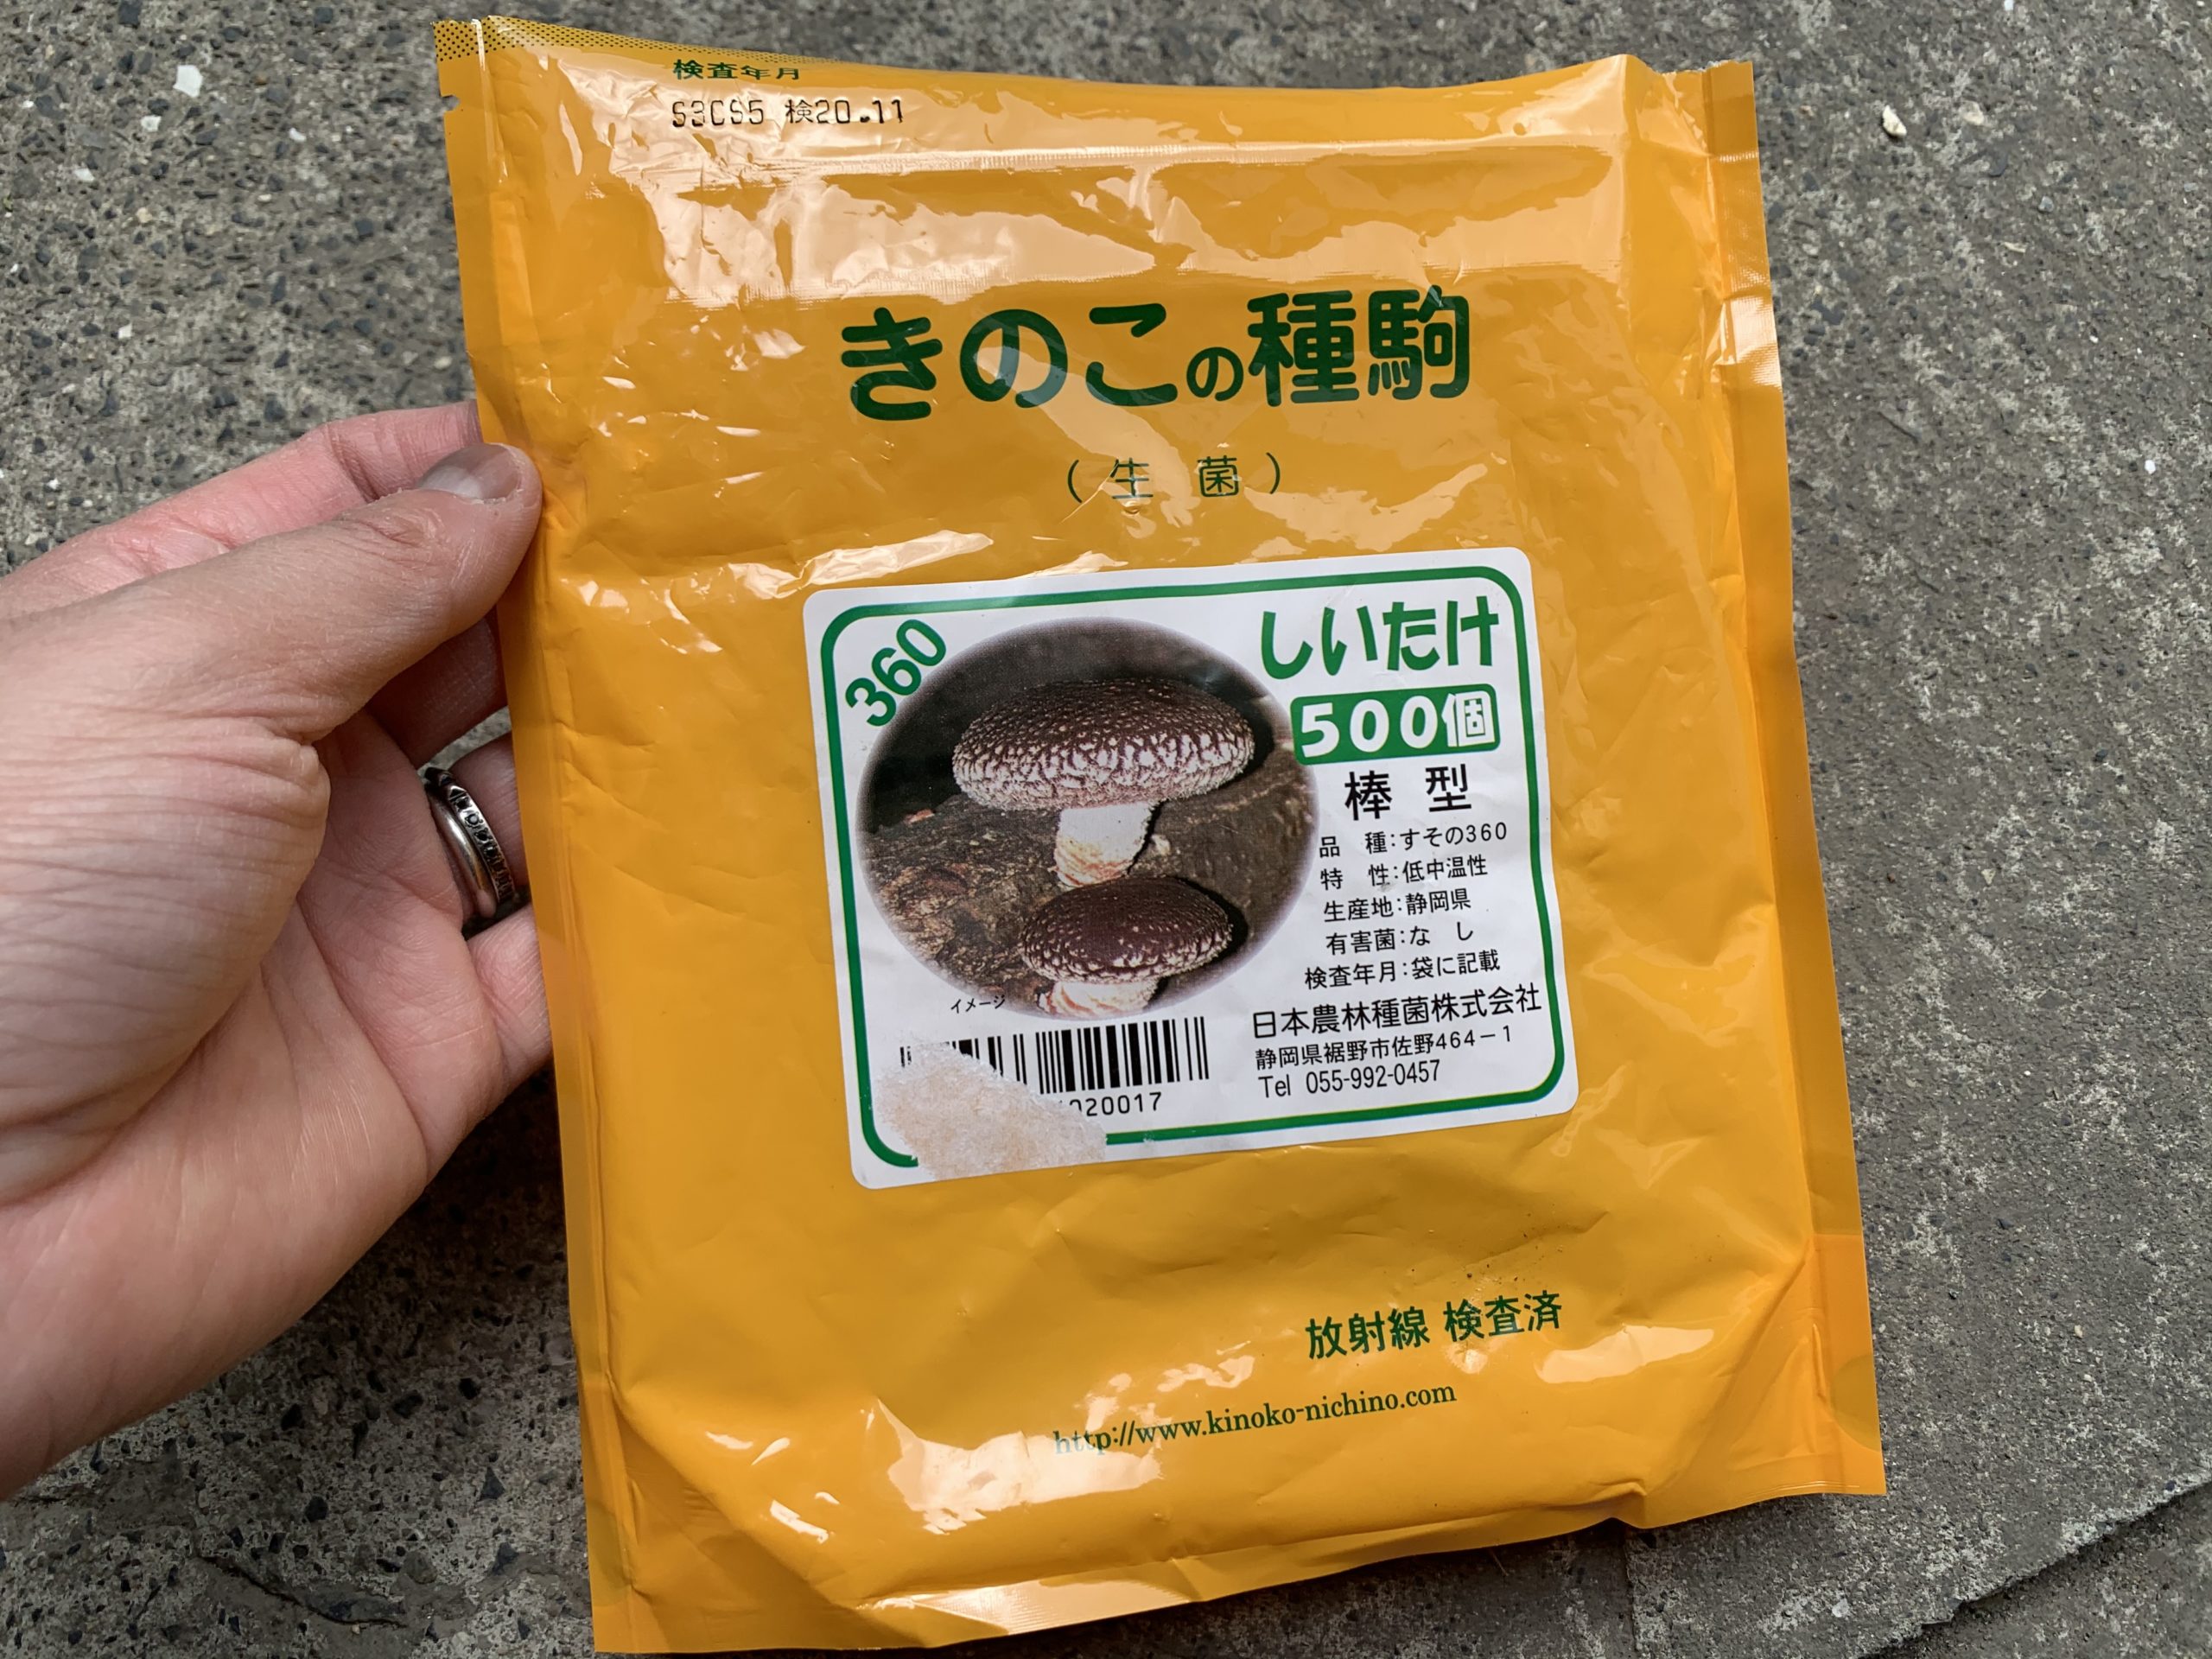 検査年月
S3CS5 検20.11
きのこの種駒
(生 菌)
360
しいたけ
500個
棒 型
品 種:すその360
特 性:低中温性
生産地:静岡県
有害菌:な し
検査年月:袋に記載
イメージ
日本農林種菌株式会社
静岡県裾野市佐野464-1
Tel 055-992-0457
020017
放射線 検査済
http://www.kinoko-nichino.com